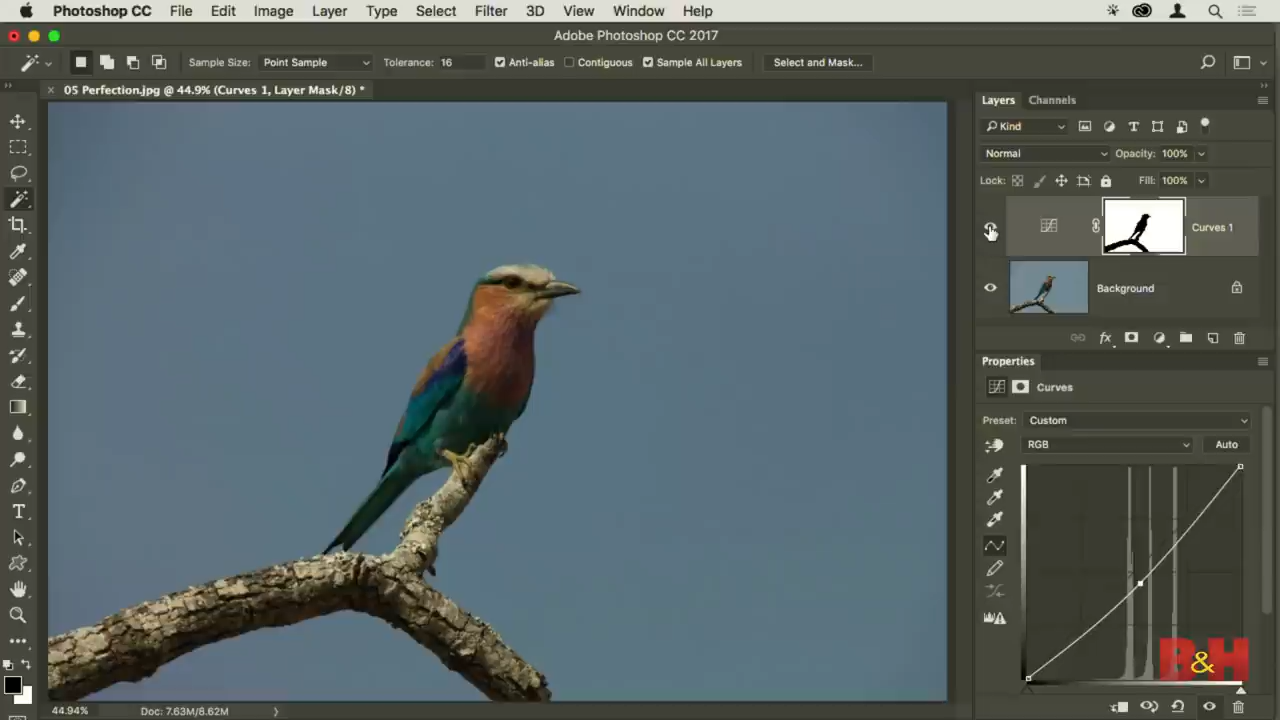 Photoshop CC File Edit Image Layer Type Select Filter 3D View Window Help
Adobe Photoshop CC 2017
Sample Size: Point Sample Tolerance: 16 Anti-alias Contiguous Sample All Layers Select and Mask...
05 Perfection.jpg @ 44.9% (Curves 1, Layer Mask/8) *
Layers Channels
Kind
Normal Opacity: 100%
Lock: Fill: 100%
Curves 1
Background
fx
Properties
Curves
Preset: Custom
RGB Auto
B&H
44.94% Doc: 7.63M/8.62M